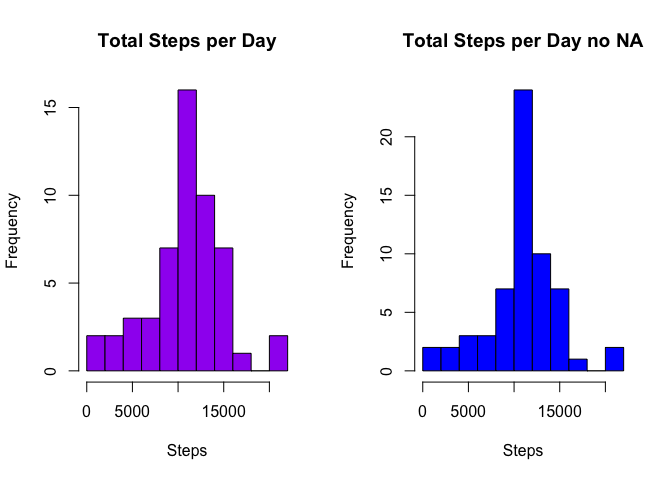 Total Steps per Day
Frequency
0
5
10
15
0 5000 15000
Steps
Total Steps per Day no NA
Frequency
0
5
10
15
20
0 5000 15000
Steps